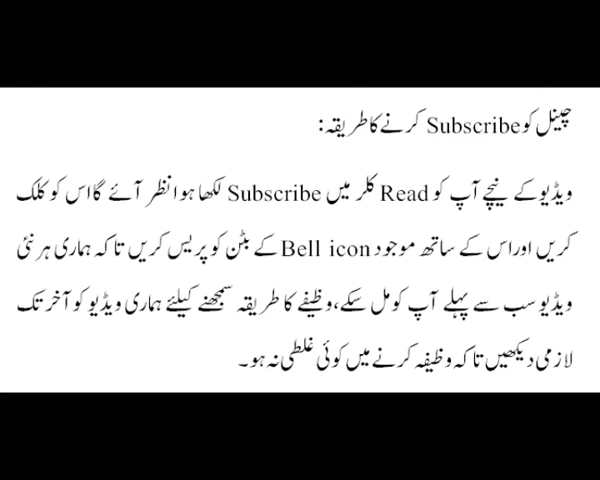 چینل کو Subscribe کرنے کا طریقہ:
ویڈیو کے نیچے آپ کو Read کلر میں Subscribe لکھا ہوا نظر آئے گا اس کو کلک
کریں اور اس کے ساتھ موجود Bell icon کے بٹن کو پریس کریں تاکہ ہماری ہر نئی
ویڈیو سب سے پہلے آپ کو مل سکے، وظیفے کا طریقہ سمجھنے کیلئے ہماری ویڈیو کو آخر تک
لازمی دیکھیں تاکہ وظیفہ کرنے میں کوئی غلطی نہ ہو۔